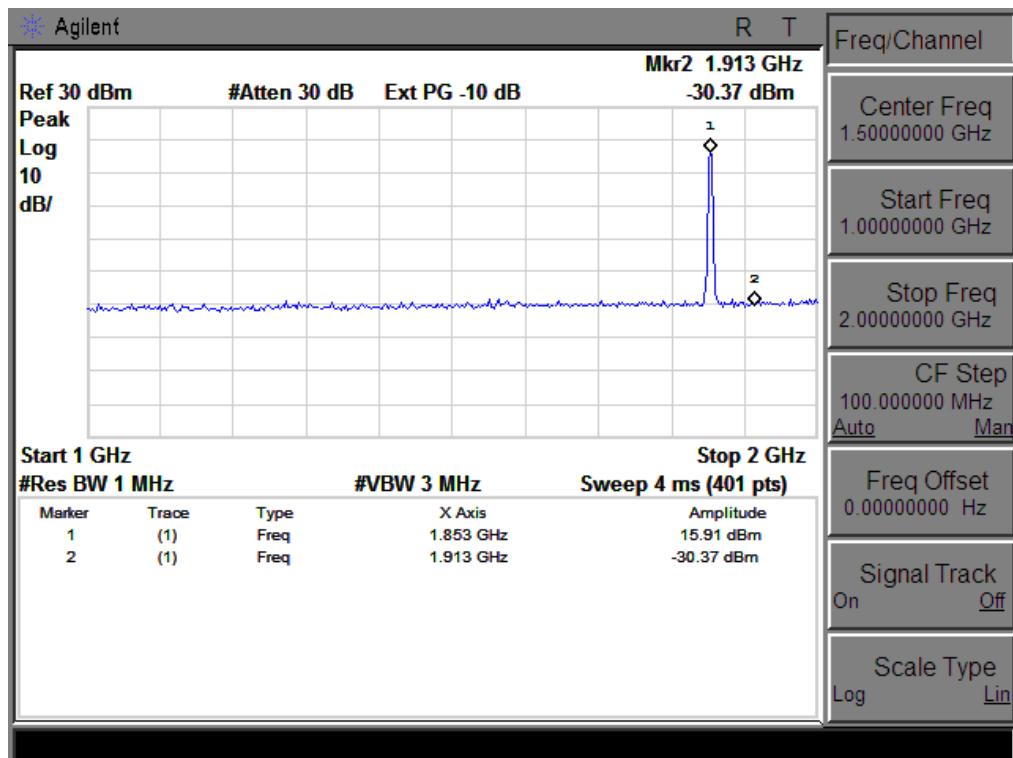 Agilent R T
Mkr2 1.913 GHz
Ref 30 dBm #Atten 30 dB Ext PG -10 dB -30.37 dBm
Peak
Log
10
dB/
1
2
Start 1 GHz Stop 2 GHz
#Res BW 1 MHz #VBW 3 MHz Sweep 4 ms (401 pts)
Marker Trace Type X Axis Amplitude
1 (1) Freq 1.853 GHz 15.91 dBm
2 (1) Freq 1.913 GHz -30.37 dBm
Freq/Channel
Center Freq
1.50000000 GHz
Start Freq
1.00000000 GHz
Stop Freq
2.00000000 GHz
CF Step
100.000000 MHz
Auto Man
Freq Offset
0.00000000 Hz
Signal Track
On Off
Scale Type
Log Lin